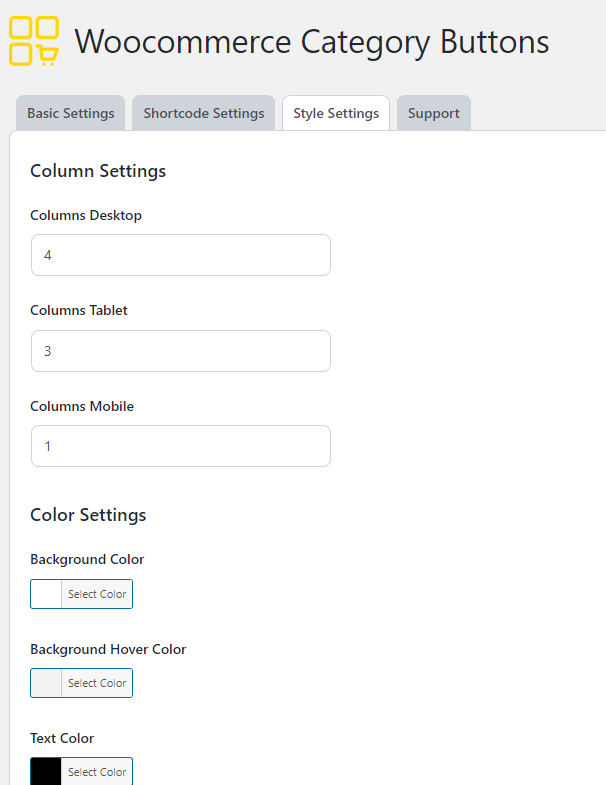 Woocommerce Category Buttons
Basic Settings Shortcode Settings Style Settings Support
Column Settings
Columns Desktop
4
Columns Tablet
3
Columns Mobile
1
Color Settings
Background Color
Select Color
Background Hover Color
Select Color
Text Color
Select Color